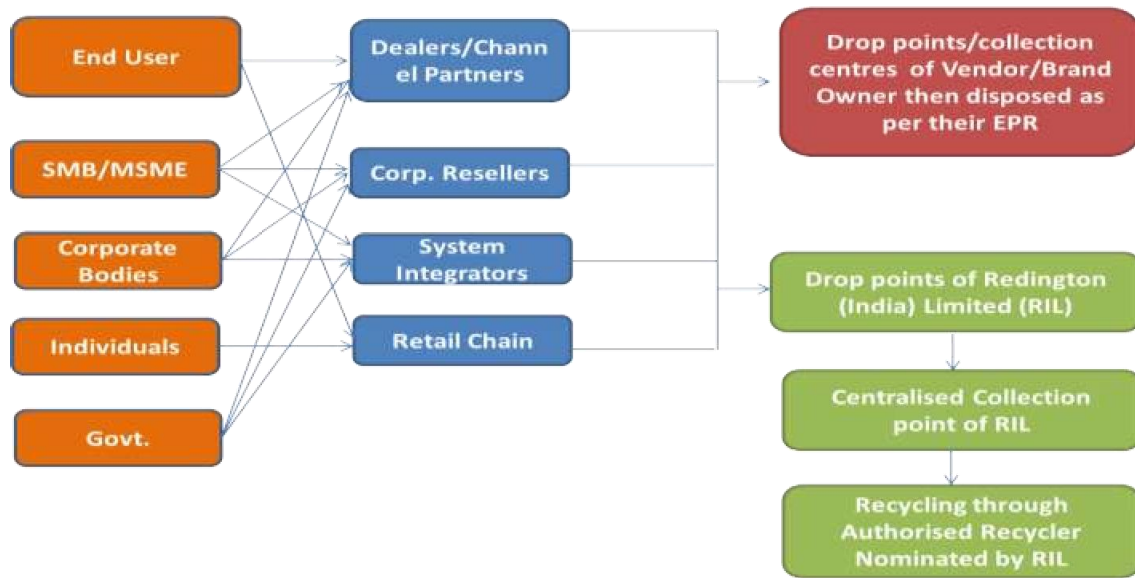 End User
SMB/MSME
Corporate
Bodies
Individuals
Govt.
Dealers/Chann
el Partners
Corp. Resellers
System
Integrators
Retail Chain
Drop points/collection
centres of Vendor/Brand
Owner then disposed as
per their EPR
Drop points of Redington
(India) Limited (RIL)
Centralised Collection
point of RIL
Recycling through
Authorised Recycler
Nominated by RIL